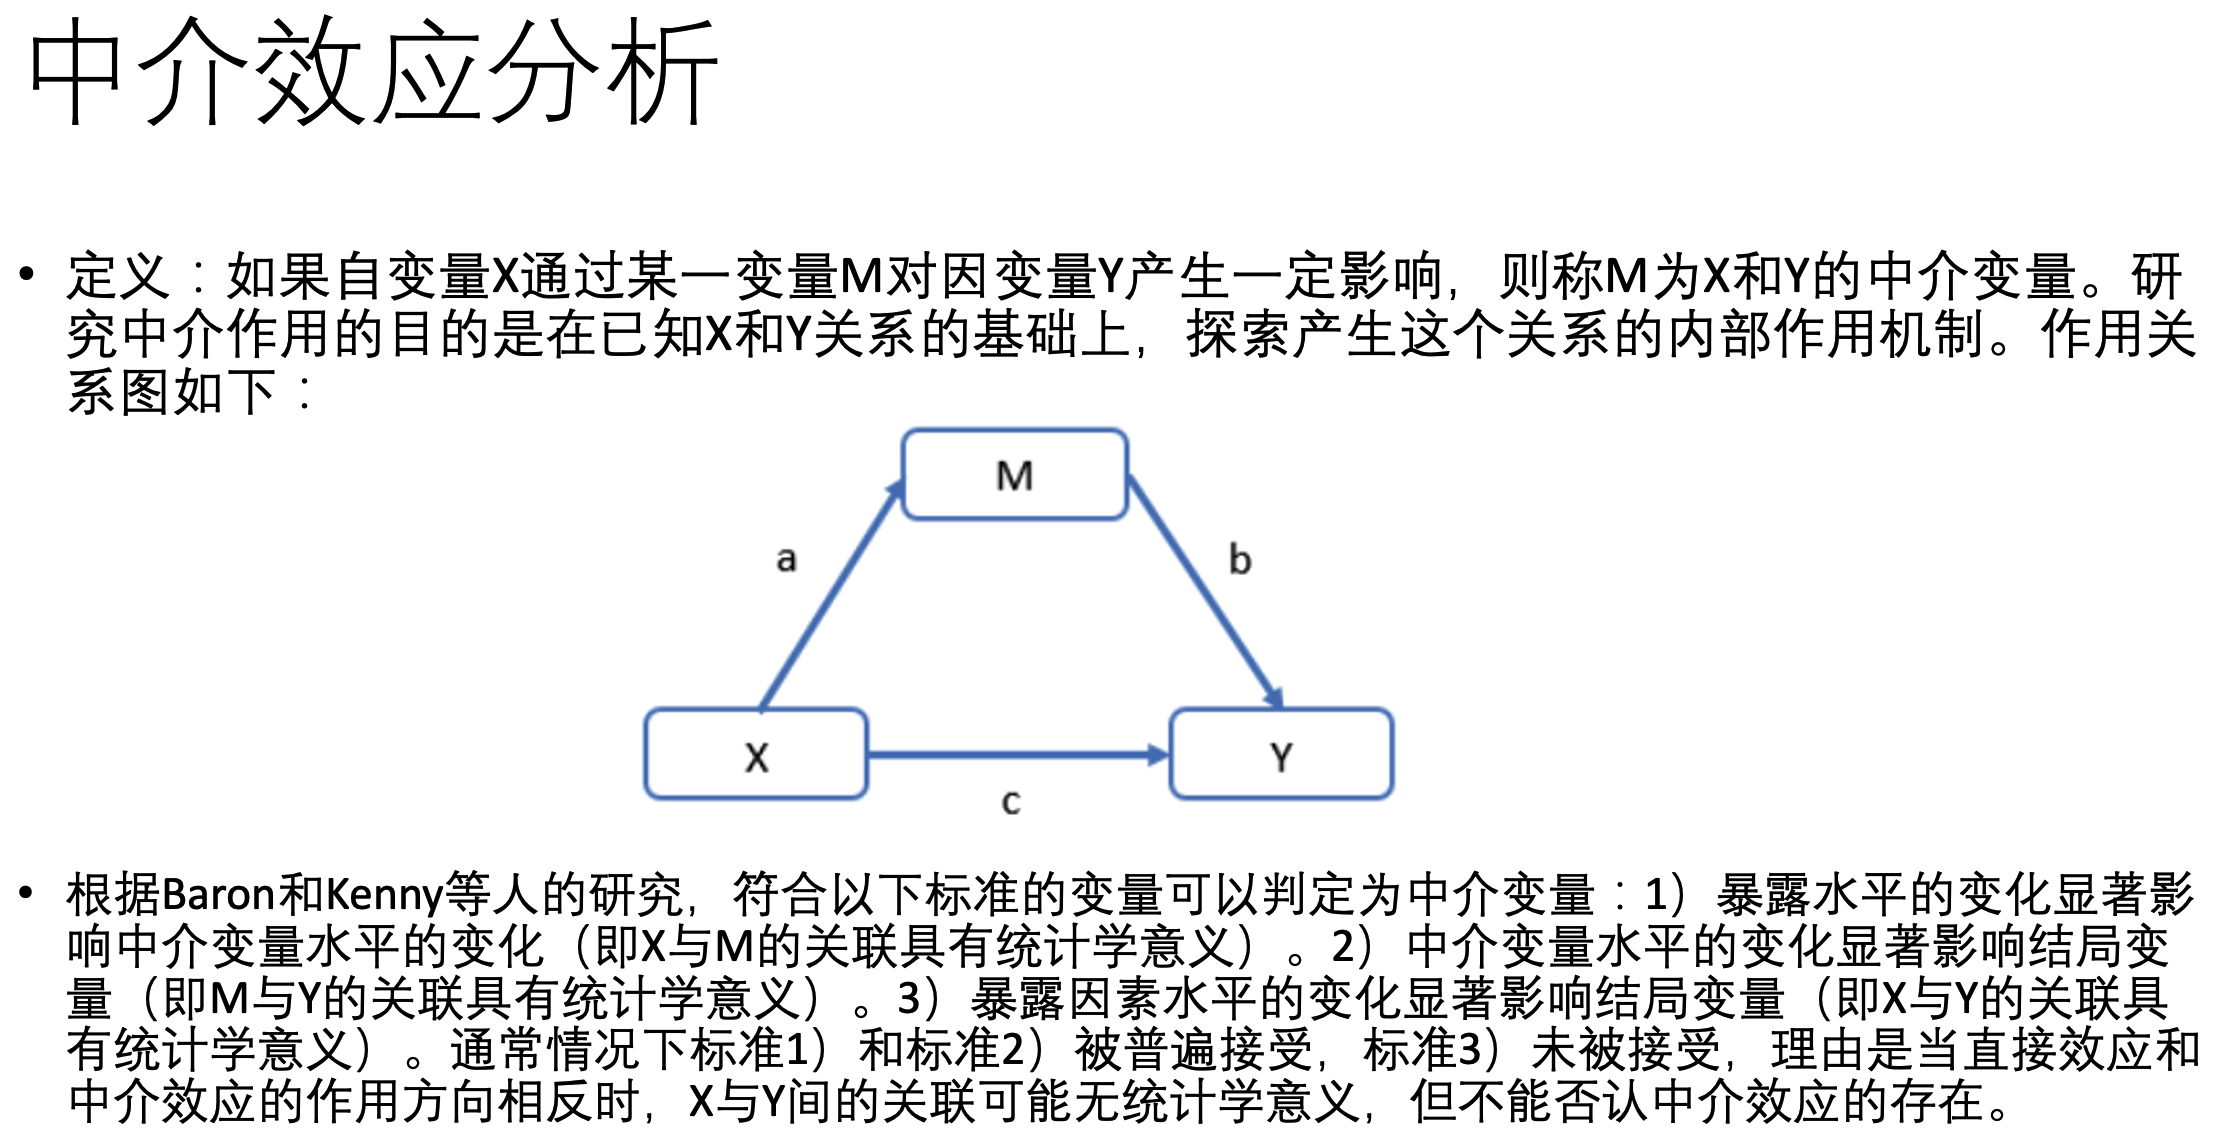 中介效应分析
• 定义：如果自变量X通过某一变量M对因变量Y产生一定影响，则称M为X和Y的中介变量。研
究中介作用的目的是在已知X和Y关系的基础上，探索产生这个关系的内部作用机制。作用关
系图如下：
M
a
b
X
Y
c
• 根据Baron和Kenny等人的研究，符合以下标准的变量可以判定为中介变量：1）暴露水平的变化显著影
响中介变量水平的变化（即X与M的关联具有统计学意义）。2）中介变量水平的变化显著影响结局变
量（即M与Y的关联具有统计学意义）。3）暴露因素水平的变化显著影响结局变量（即X与Y的关联具
有统计学意义）。通常情况下标准1）和标准2）被普遍接受，标准3）未被接受，理由是当直接效应和
中介效应的作用方向相反时，X与Y间的关联可能无统计学意义，但不能否认中介效应的存在。